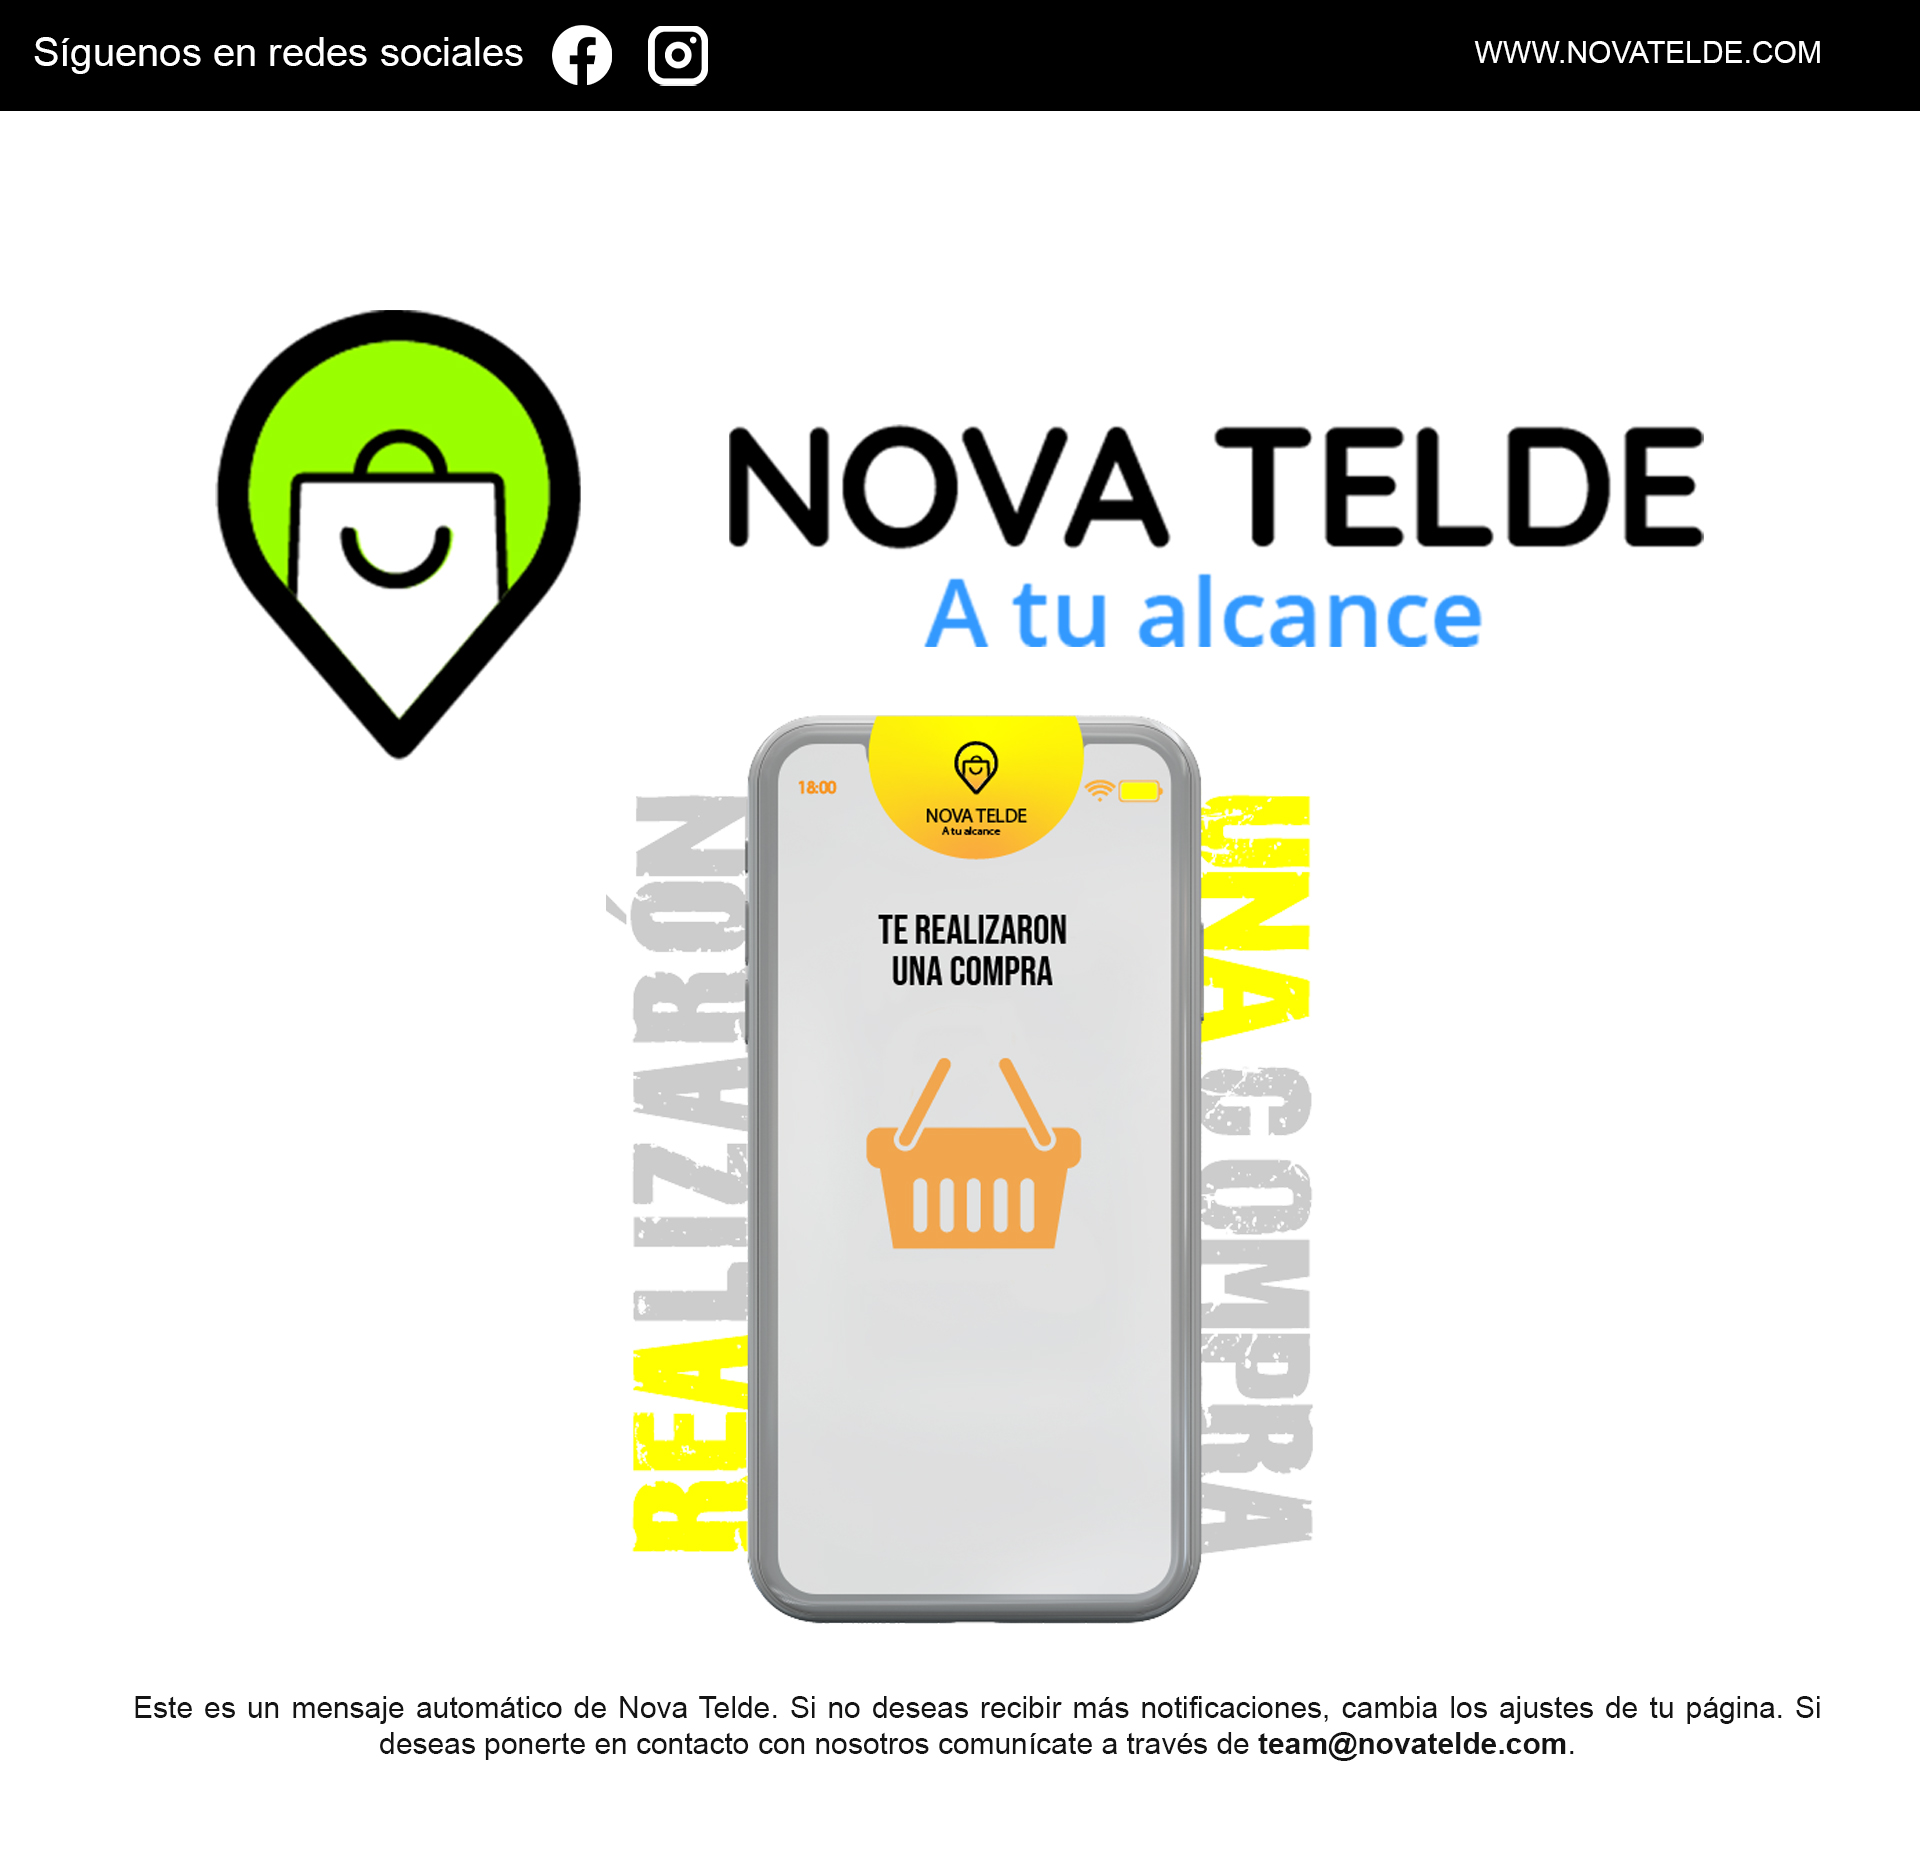 Síguenos en redes sociales
WWW.NOVATELDE.COM
NOVA TELDE
A tu alcance
18:00
NOVA TELDE
A tu alcance
TE REALIZARON
UNA COMPRA
REALIZARÓN
UNA COMPRA
Este es un mensaje automático de Nova Telde. Si no deseas recibir más notificaciones, cambia los ajustes de tu página. Si
deseas ponerte en contacto con nosotros comunícate a través de team@novatelde.com.